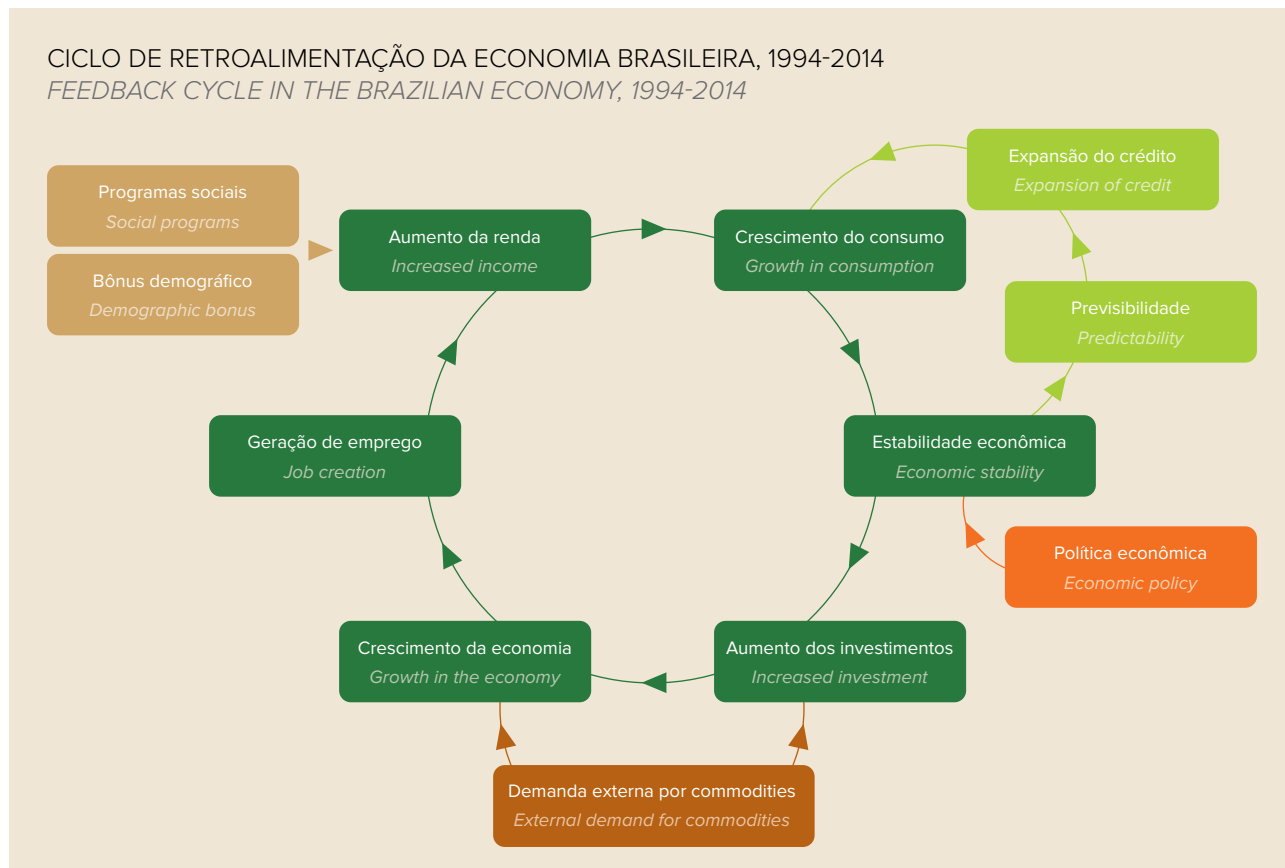 CICLO DE RETROALIMENTAÇÃO DA ECONOMIA BRASILEIRA, 1994-2014
FEEDBACK CYCLE IN THE BRAZILIAN ECONOMY, 1994-2014
Programas sociais
Social programs
Bônus demográfico
Demographic bonus
Aumento da renda
Increased income
Crescimento do consumo
Growth in consumption
Expansão do crédito
Expansion of credit
Previsibilidade
Predictability
Geração de emprego
Job creation
Estabilidade econômica
Economic stability
Política econômica
Economic policy
Crescimento da economia
Growth in the economy
Aumento dos investimentos
Increased investment
Demanda externa por commodities
External demand for commodities